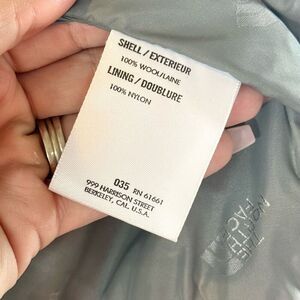 SHELL / EXTERIEUR
100% WOOL/LAINE
LINING / DOUBLURE
100% NYLON
035 RN 61661
999 HARRISON STREET
BERKELEY, CAL. U.S.A.
THE
NORTH
FACE